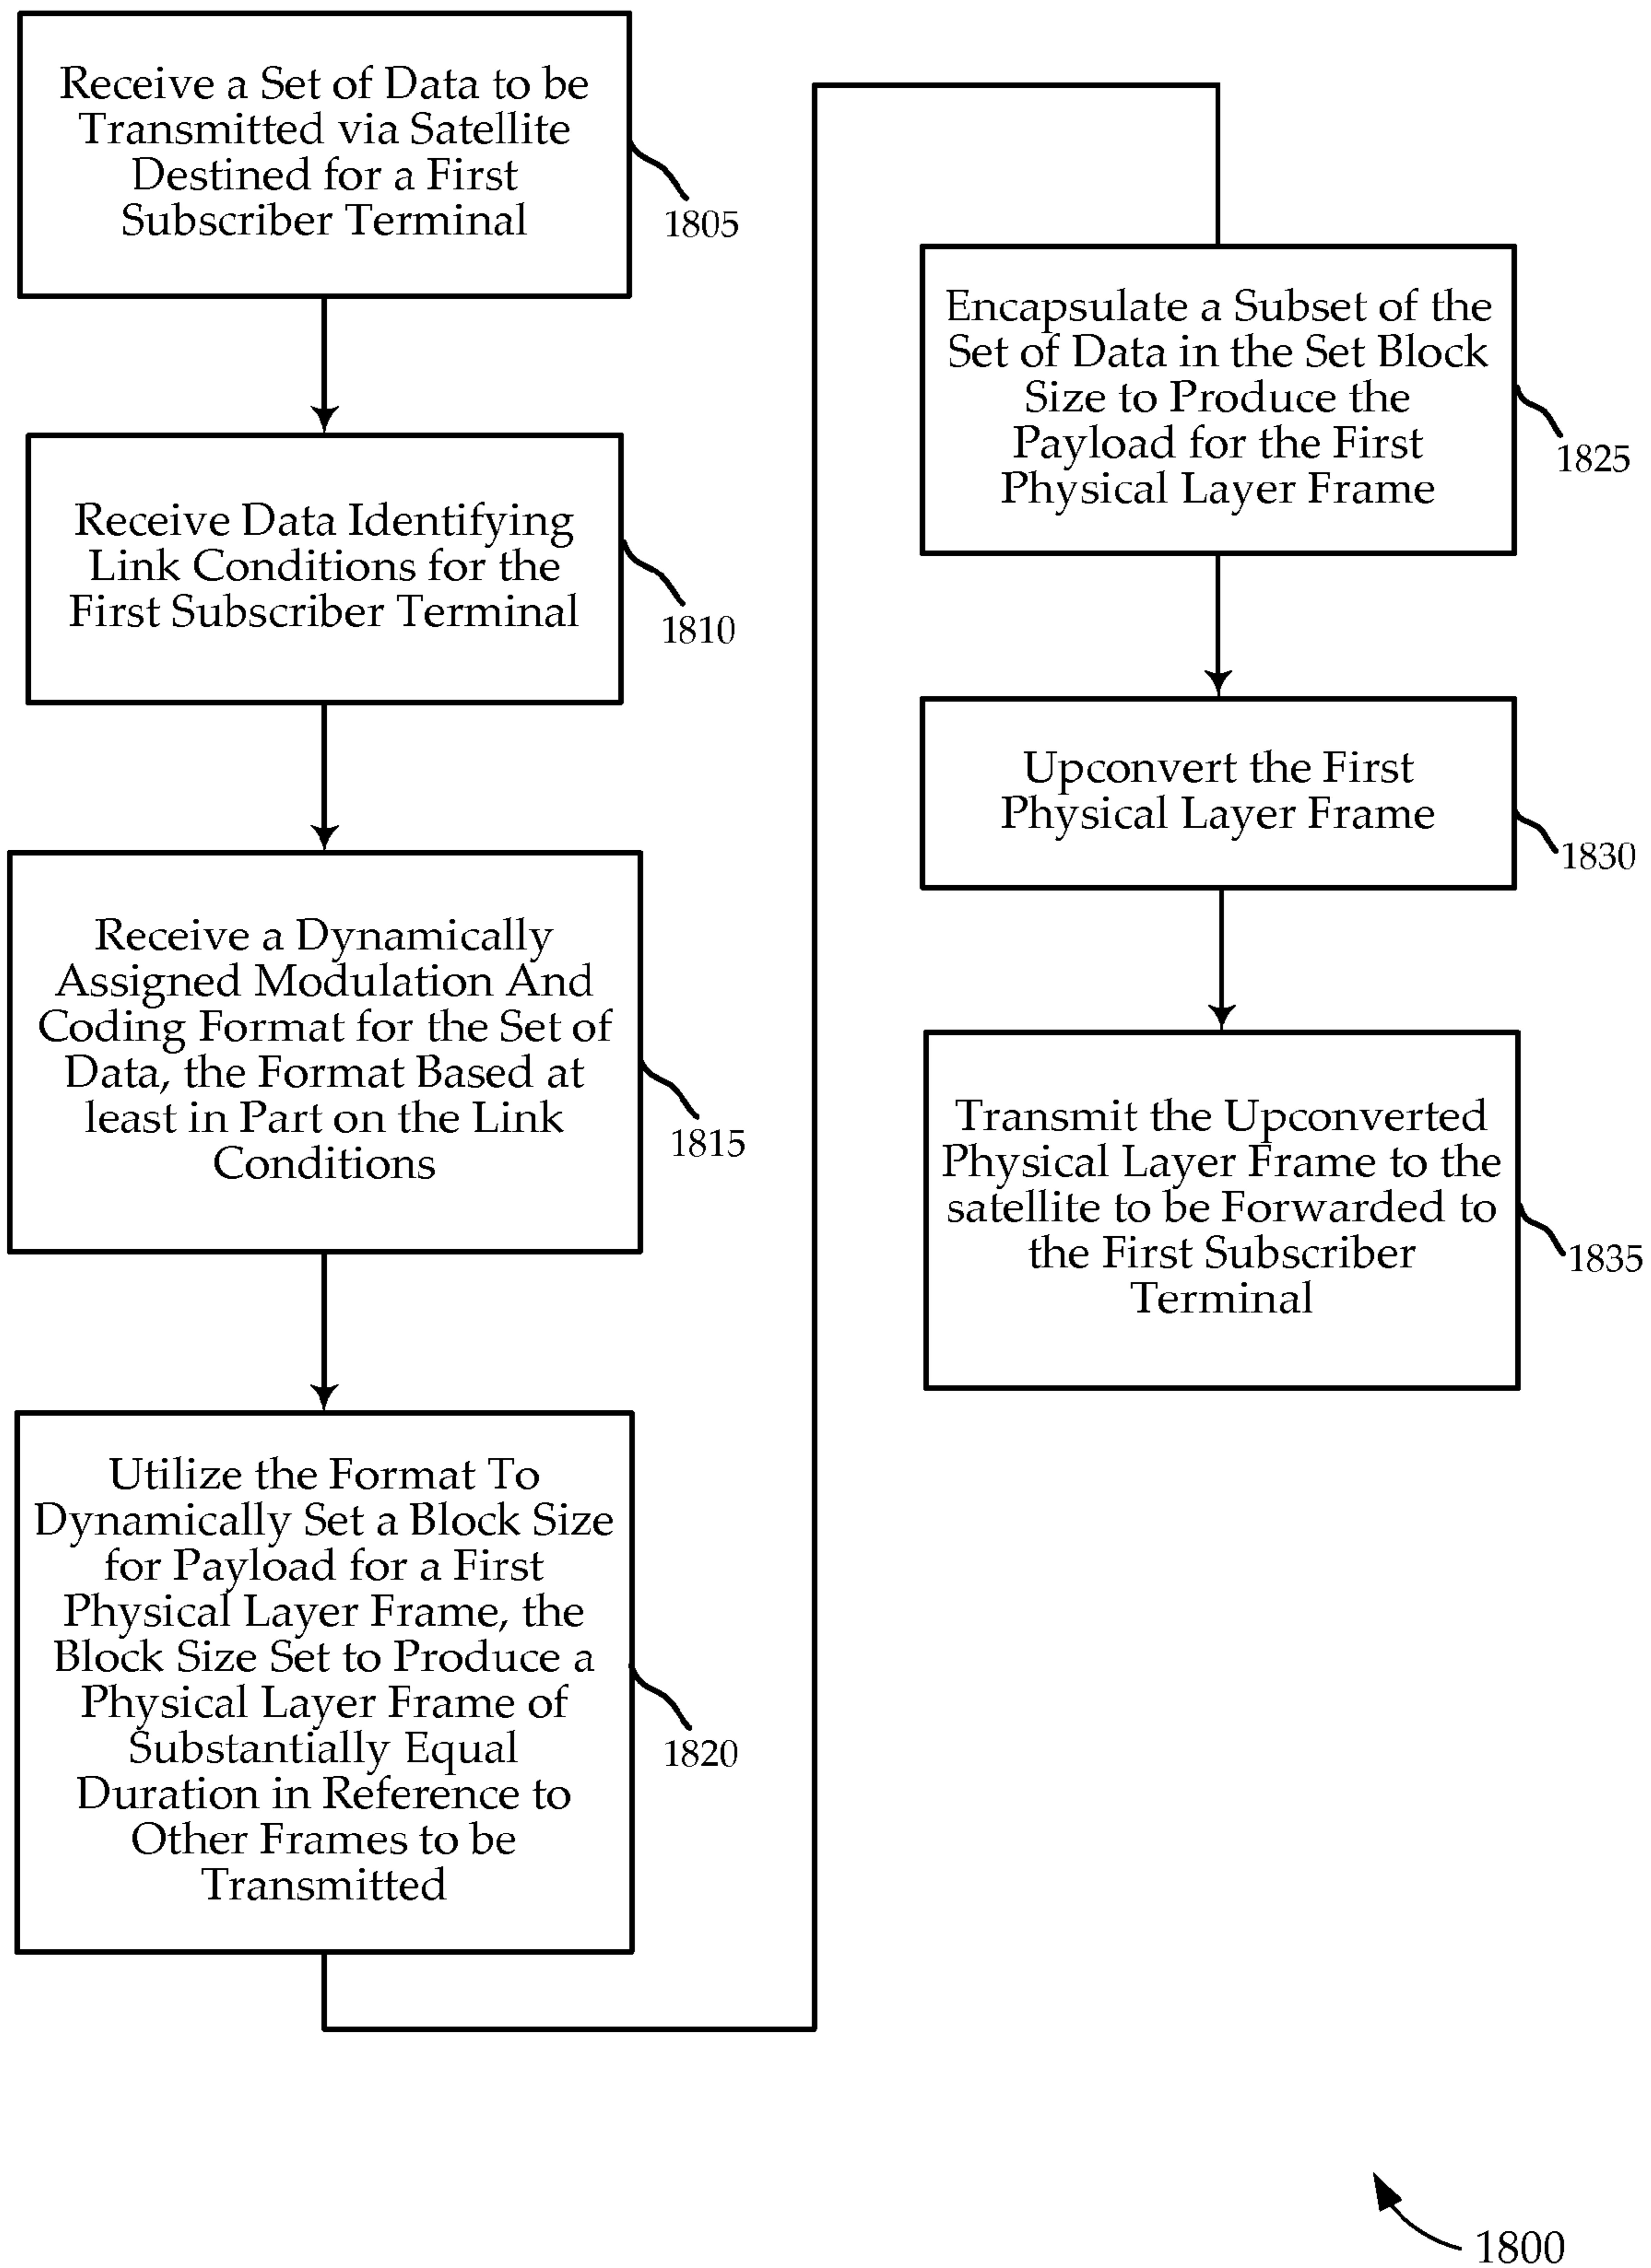 Receive a Set of Data to be
Transmitted via Satellite
Destined for a First
Subscriber Terminal
1805
Receive Data Identifying
Link Conditions for the
First Subscriber Terminal
1810
Receive a Dynamically
Assigned Modulation And
Coding Format for the Set of
Data, the Format Based at
least in Part on the Link
Conditions
1815
Utilize the Format To
Dynamically Set a Block Size
for Payload for a First
Physical Layer Frame, the
Block Size Set to Produce a
Physical Layer Frame of
Substantially Equal
Duration in Reference to
Other Frames to be
Transmitted
1820
Encapsulate a Subset of the
Set of Data in the Set Block
Size to Produce the
Payload for the First
Physical Layer Frame
1825
Upconvert the First
Physical Layer Frame
1830
Transmit the Upconverted
Physical Layer Frame to the
satellite to be Forwarded to
the First Subscriber
Terminal
1835
1800